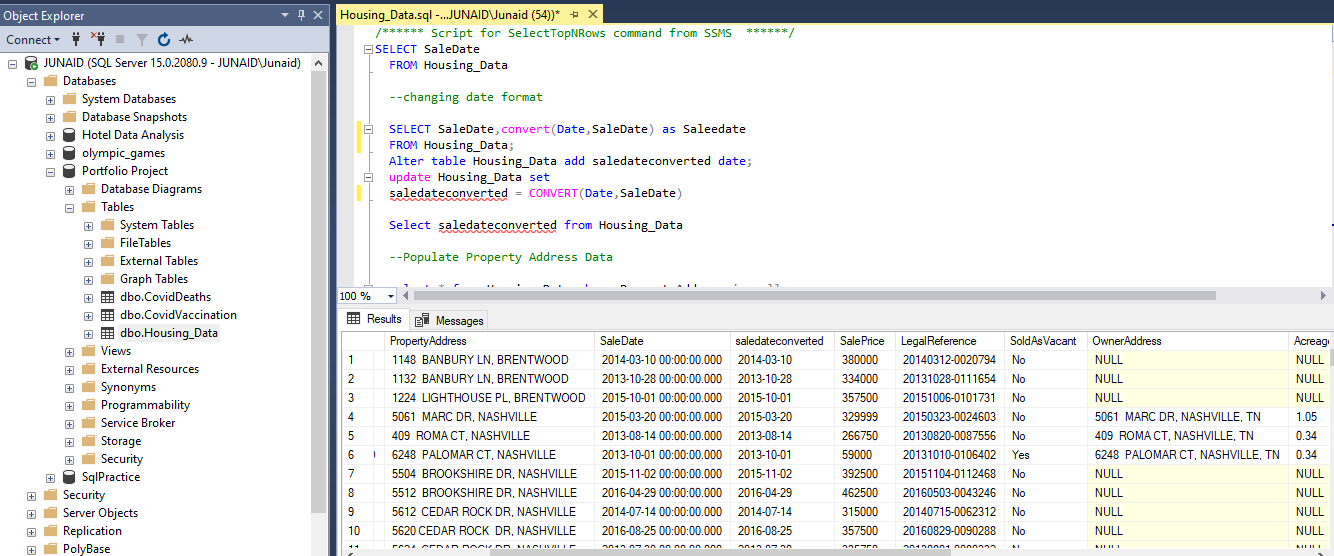 Object Explorer
Connect
JUNAID (SQL Server 15.0.2080.9 - JUNAID\Junaid)
Databases
System Databases
Database Snapshots
Hotel Data Analysis
olympic_games
Portfolio Project
Database Diagrams
Tables
System Tables
FileTables
External Tables
Graph Tables
dbo.CovidDeaths
dbo.CovidVaccination
dbo.Housing_Data
Views
External Resources
Synonyms
Programmability
Service Broker
Storage
Security
SqlPractice
Security
Server Objects
Replication
PolyBase
Housing_Data.sql -...JUNAID\Junaid (54))*
/****** Script for SelectTopNRows command from SSMS  ******/
SELECT SaleDate
FROM Housing_Data
--changing date format
SELECT SaleDate,convert(Date,SaleDate) as Saleedate
FROM Housing_Data;
Alter table Housing_Data add saledateconverted date;
update Housing_Data set
saledateconverted = CONVERT(Date,SaleDate)
Select saledateconverted from Housing_Data
--Populate Property Address Data
100 %
Results Messages
PropertyAddress SaleDate saledateconverted SalePrice LegalReference SoldAsVacant OwnerAddress Acreag
1 1148 BANBURY LN, BRENTWOOD 2014-03-10 00:00:00.000 2014-03-10 380000 20140312-0020794 No NULL NULL
2 1132 BANBURY LN, BRENTWOOD 2013-10-28 00:00:00.000 2013-10-28 334000 20131028-0111654 No NULL NULL
3 1224 LIGHTHOUSE PL, BRENTWOOD 2015-10-01 00:00:00.000 2015-10-01 357500 20151006-0101731 No NULL NULL
4 5061 MARC DR, NASHVILLE 2015-03-20 00:00:00.000 2015-03-20 329999 20150323-0024603 No 5061 MARC DR, NASHVILLE, TN 1.05
5 409 ROMA CT, NASHVILLE 2013-08-14 00:00:00.000 2013-08-14 266750 20130820-0087556 No 409 ROMA CT, NASHVILLE, TN 0.34
6 6248 PALOMAR CT, NASHVILLE 2013-10-01 00:00:00.000 2013-10-01 59000 20131010-0106402 Yes 6248 PALOMAR CT, NASHVILLE, TN 0.34
7 5504 BROOKSHIRE DR, NASHVILLE 2015-11-02 00:00:00.000 2015-11-02 392500 20151104-0112468 No NULL NULL
8 5512 BROOKSHIRE DR, NASHVILLE 2016-04-29 00:00:00.000 2016-04-29 462500 20160503-0043246 No NULL NULL
9 5612 CEDAR ROCK DR, NASHVILLE 2014-07-14 00:00:00.000 2014-07-14 315000 20140715-0062312 No NULL NULL
10 5620 CEDAR ROCK DR, NASHVILLE 2016-08-25 00:00:00.000 2016-08-25 357500 20160829-0090288 No NULL NULL